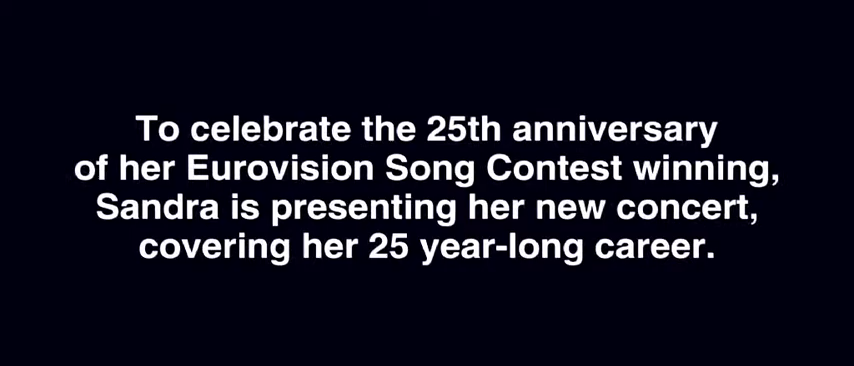 To celebrate the 25th anniversary
of her Eurovision Song Contest winning,
Sandra is presenting her new concert,
covering her 25 year-long career.